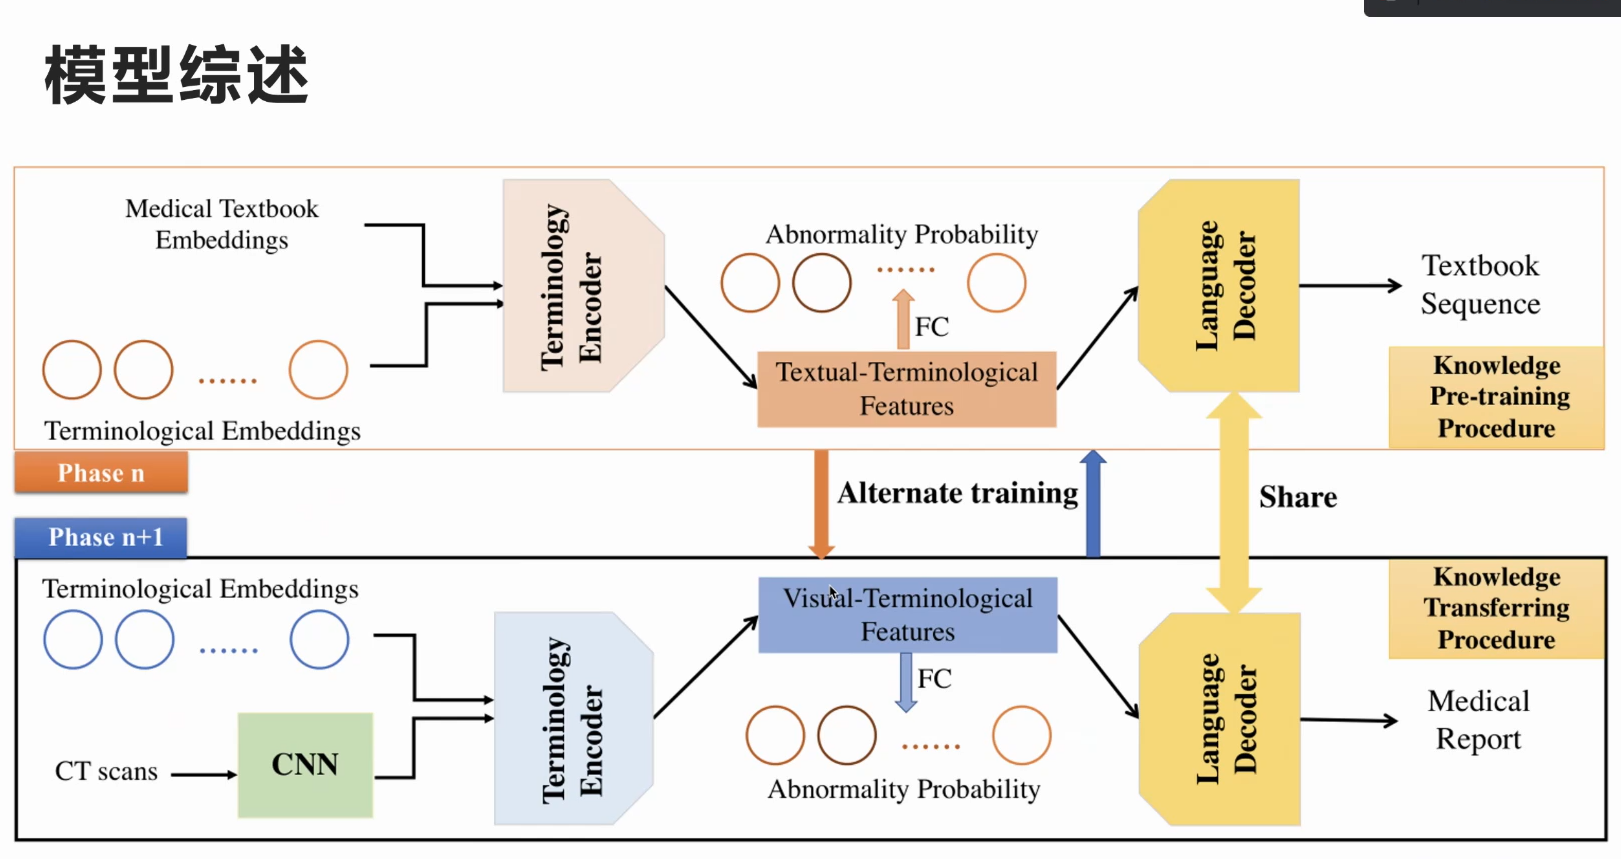 模型综述
Medical Textbook
Embeddings
Terminological Embeddings
Terminology
Encoder
Abnormality Probability
......
FC
Textual-Terminological
Features
Language
Decoder
Textbook
Sequence
Knowledge
Pre-training
Procedure
......
Phase n
Alternate training
Share
Phase n+1
Terminological Embeddings
......
CT scans
CNN
Terminology
Encoder
Visual-Terminological
Features
FC
......
Abnormality Probability
Language
Decoder
Knowledge
Transferring
Procedure
Medical
Report